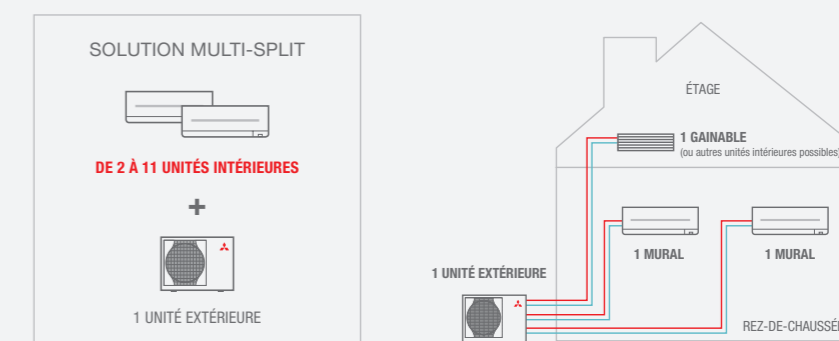 SOLUTION MULTI-SPLIT
DE 2 À 11 UNITÉS INTÉRIEURES
+
1 UNITÉ EXTÉRIEURE
ÉTAGE
1 GAINABLE
(ou autres unités intérieures possibles)
1 MURAL
1 MURAL
1 UNITÉ EXTÉRIEURE
REZ-DE-CHAUSSÉE